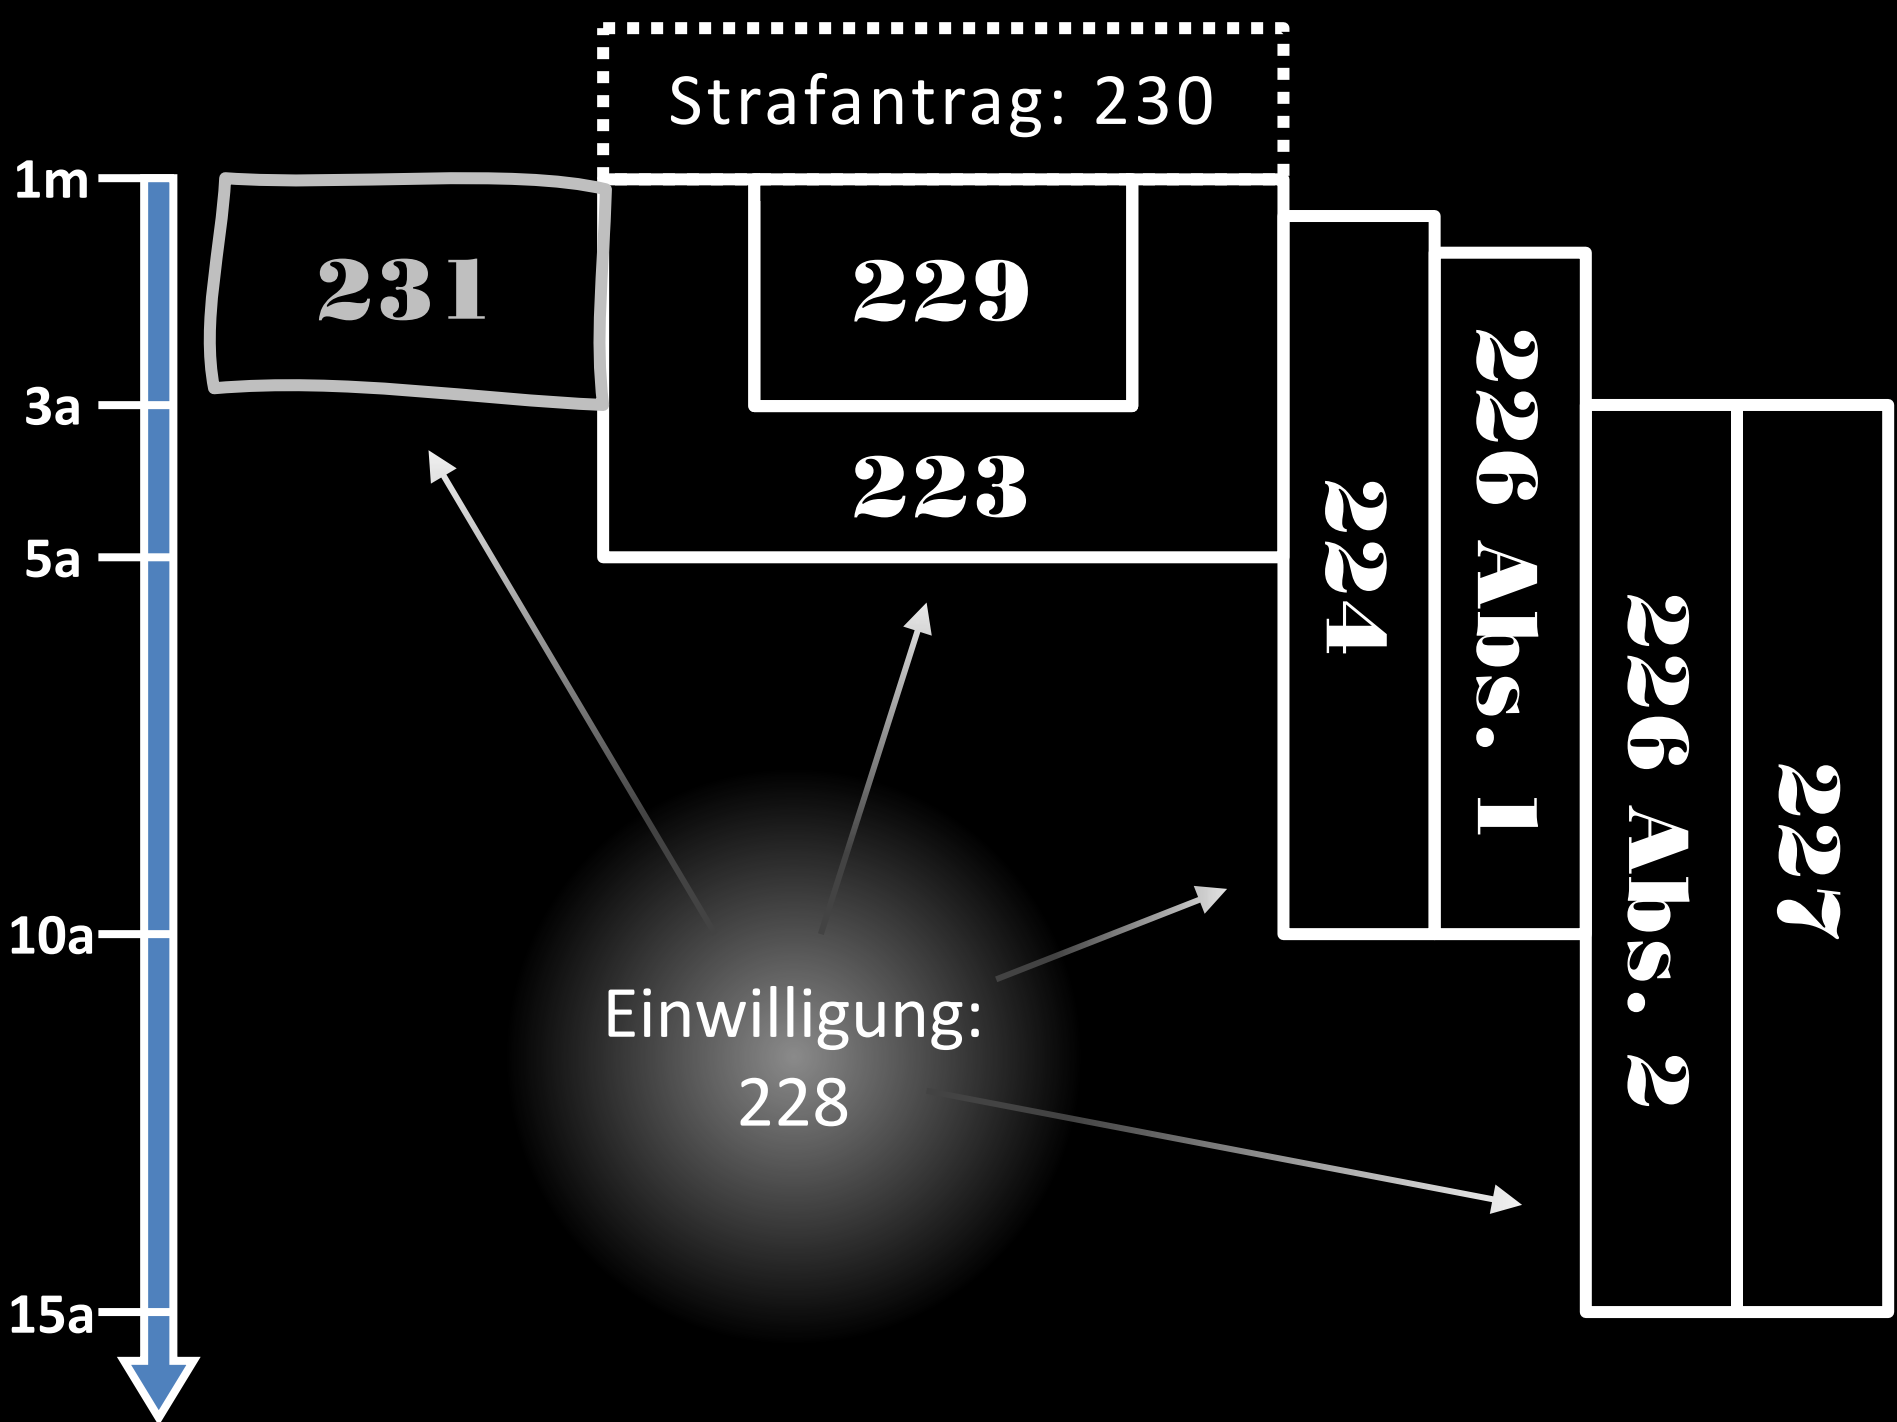 Strafantrag: 230
1m
231
229
3a
223
5a
224
226 Abs. 1
226 Abs. 2
227
10a
Einwilligung:
228
15a